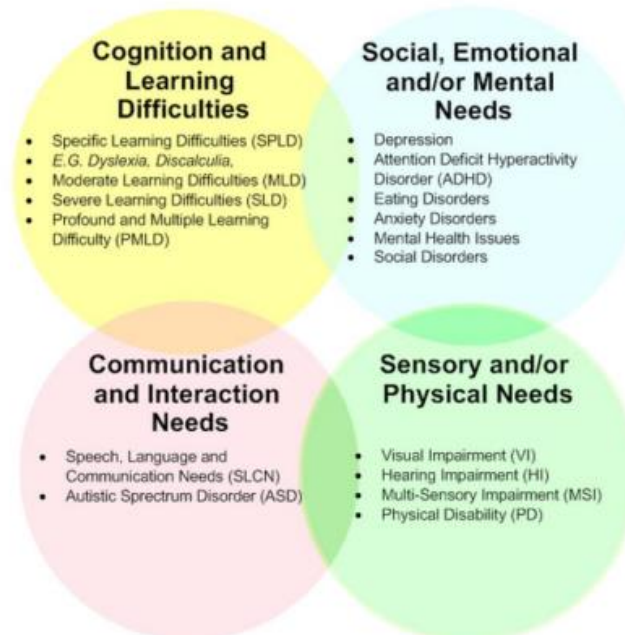 Cognition and
Learning
Difficulties
• Specific Learning Difficulties (SPLD)
• E.G. Dyslexia, Discalculia,
• Moderate Learning Difficulties (MLD)
• Severe Learning Difficulties (SLD)
• Profound and Multiple Learning
Difficulty (PMLD)
Social, Emotional
and/or Mental
Needs
• Depression
• Attention Deficit Hyperactivity
Disorder (ADHD)
• Eating Disorders
• Anxiety Disorders
• Mental Health Issues
• Social Disorders
Communication
and Interaction
Needs
• Speech, Language and
Communication Needs (SLCN)
• Autistic Sprectrum Disorder (ASD)
Sensory and/or
Physical Needs
• Visual Impairment (VI)
• Hearing Impairment (HI)
• Multi-Sensory Impairment (MSI)
• Physical Disability (PD)